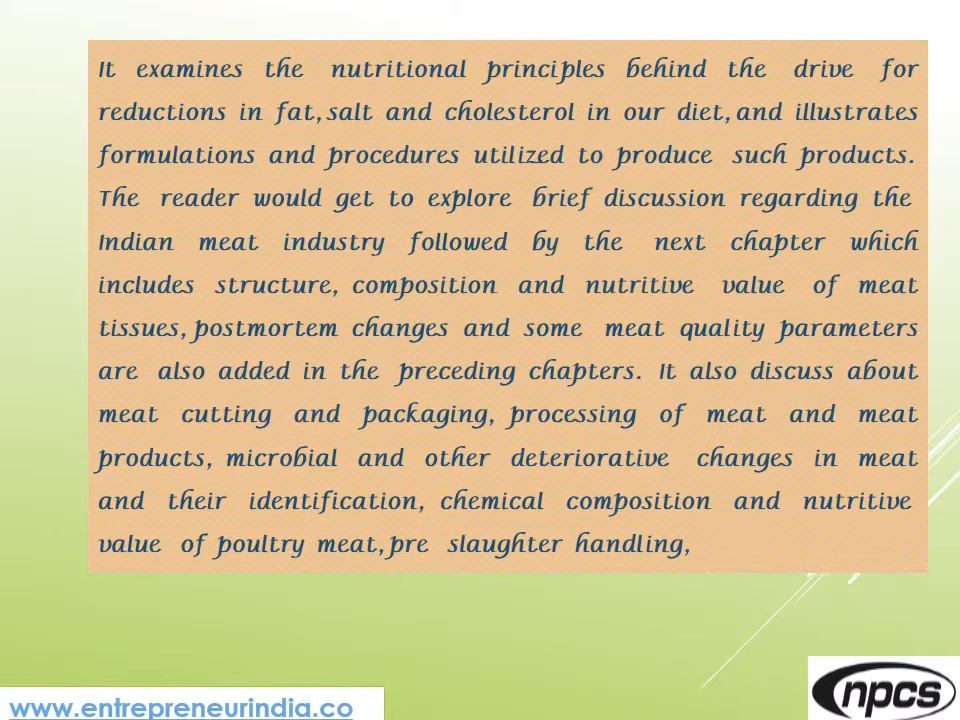 It examines the nutritional principles behind the drive for
reductions in fat, salt and cholesterol in our diet, and illustrates
formulations and procedures utilized to produce such products.
The reader would get to explore brief discussion regarding the
Indian meat industry followed by the next chapter which
includes structure, composition and nutritive value of meat
tissues, postmortem changes and some meat quality parameters
are also added in the preceding chapters. It also discuss about
meat cutting and packaging, processing of meat and meat
products, microbial and other deteriorative changes in meat
and their identification, chemical composition and nutritive
value of poultry meat, pre slaughter handling,
www.entrepreneurindia.co
npcs